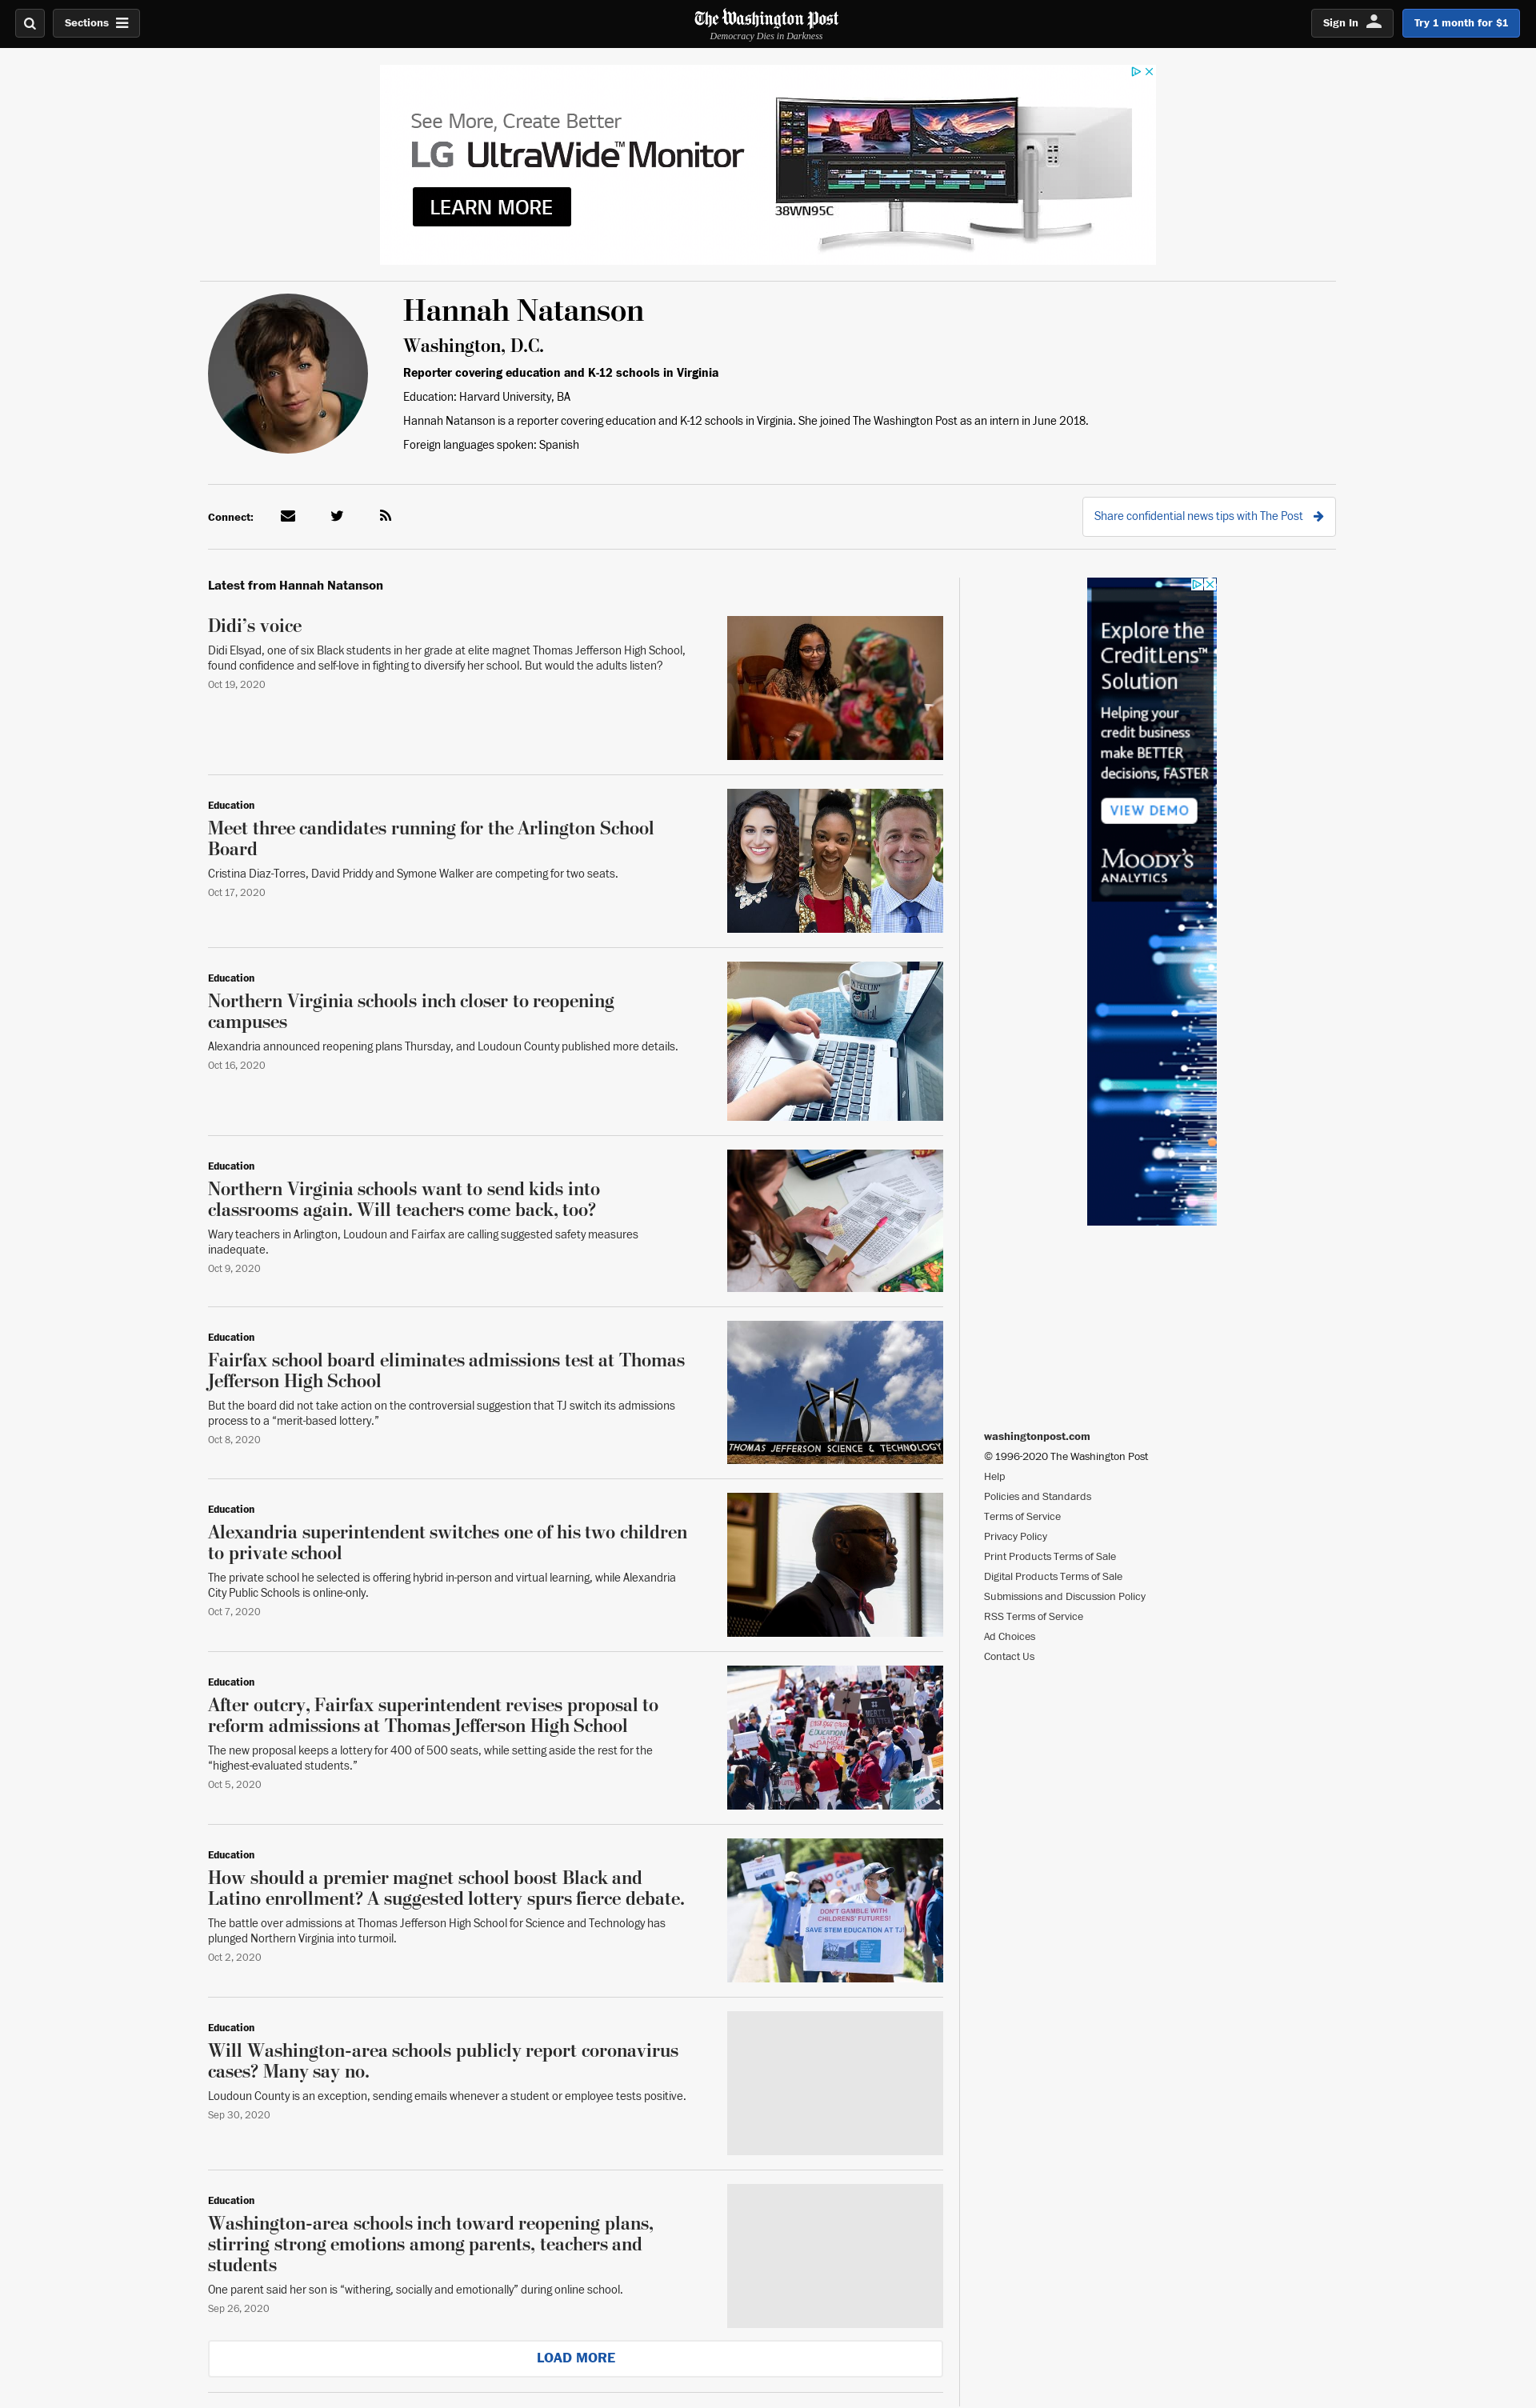 Sections
The Washington Post
Democracy Dies in Darkness
Sign In
Try 1 month for $1
See More, Create Better
LG UltraWide™ Monitor
LEARN MORE
38WN95C
Hannah Natanson
Washington, D.C.
Reporter covering education and K-12 schools in Virginia
Education: Harvard University, BA
Hannah Natanson is a reporter covering education and K-12 schools in Virginia. She joined The Washington Post as an intern in June 2018.
Foreign languages spoken: Spanish
Connect:
Share confidential news tips with The Post
Latest from Hannah Natanson
Didi’s voice
Didi Elsyad, one of six Black students in her grade at elite magnet Thomas Jefferson High School,
found confidence and self-love in fighting to diversify her school. But would the adults listen?
Oct 19, 2020
Education
Meet three candidates running for the Arlington School
Board
Cristina Diaz-Torres, David Priddy and Symone Walker are competing for two seats.
Oct 17, 2020
Education
Northern Virginia schools inch closer to reopening
campuses
Alexandria announced reopening plans Thursday, and Loudoun County published more details.
Oct 16, 2020
Education
Northern Virginia schools want to send kids into
classrooms again. Will teachers come back, too?
Wary teachers in Arlington, Loudoun and Fairfax are calling suggested safety measures
inadequate.
Oct 9, 2020
Education
Fairfax school board eliminates admissions test at Thomas
Jefferson High School
But the board did not take action on the controversial suggestion that TJ switch its admissions
process to a “merit-based lottery.”
Oct 8, 2020
THOMAS JEFFERSON SCIENCE & TECHNOLOGY
Education
Alexandria superintendent switches one of his two children
to private school
The private school he selected is offering hybrid in-person and virtual learning, while Alexandria
City Public Schools is online-only.
Oct 7, 2020
Education
After outcry, Fairfax superintendent revises proposal to
reform admissions at Thomas Jefferson High School
The new proposal keeps a lottery for 400 of 500 seats, while setting aside the rest for the
“highest-evaluated students.”
Oct 5, 2020
EDUCATION
Education
How should a premier magnet school boost Black and
Latino enrollment? A suggested lottery spurs fierce debate.
The battle over admissions at Thomas Jefferson High School for Science and Technology has
plunged Northern Virginia into turmoil.
Oct 2, 2020
DON'T GAMBLE WITH
CHILDRENS' FUTURES!
SAVE STEM EDUCATION AT TJ!
Education
Will Washington-area schools publicly report coronavirus
cases? Many say no.
Loudoun County is an exception, sending emails whenever a student or employee tests positive.
Sep 30, 2020
Education
Washington-area schools inch toward reopening plans,
stirring strong emotions among parents, teachers and
students
One parent said her son is “withering, socially and emotionally” during online school.
Sep 26, 2020
LOAD MORE
Explore the
CreditLens™
Solution
Helping your
credit business
make BETTER
decisions, FASTER
VIEW DEMO
MOODY'S
ANALYTICS
washingtonpost.com
© 1996-2020 The Washington Post
Help
Policies and Standards
Terms of Service
Privacy Policy
Print Products Terms of Sale
Digital Products Terms of Sale
Submissions and Discussion Policy
RSS Terms of Service
Ad Choices
Contact Us